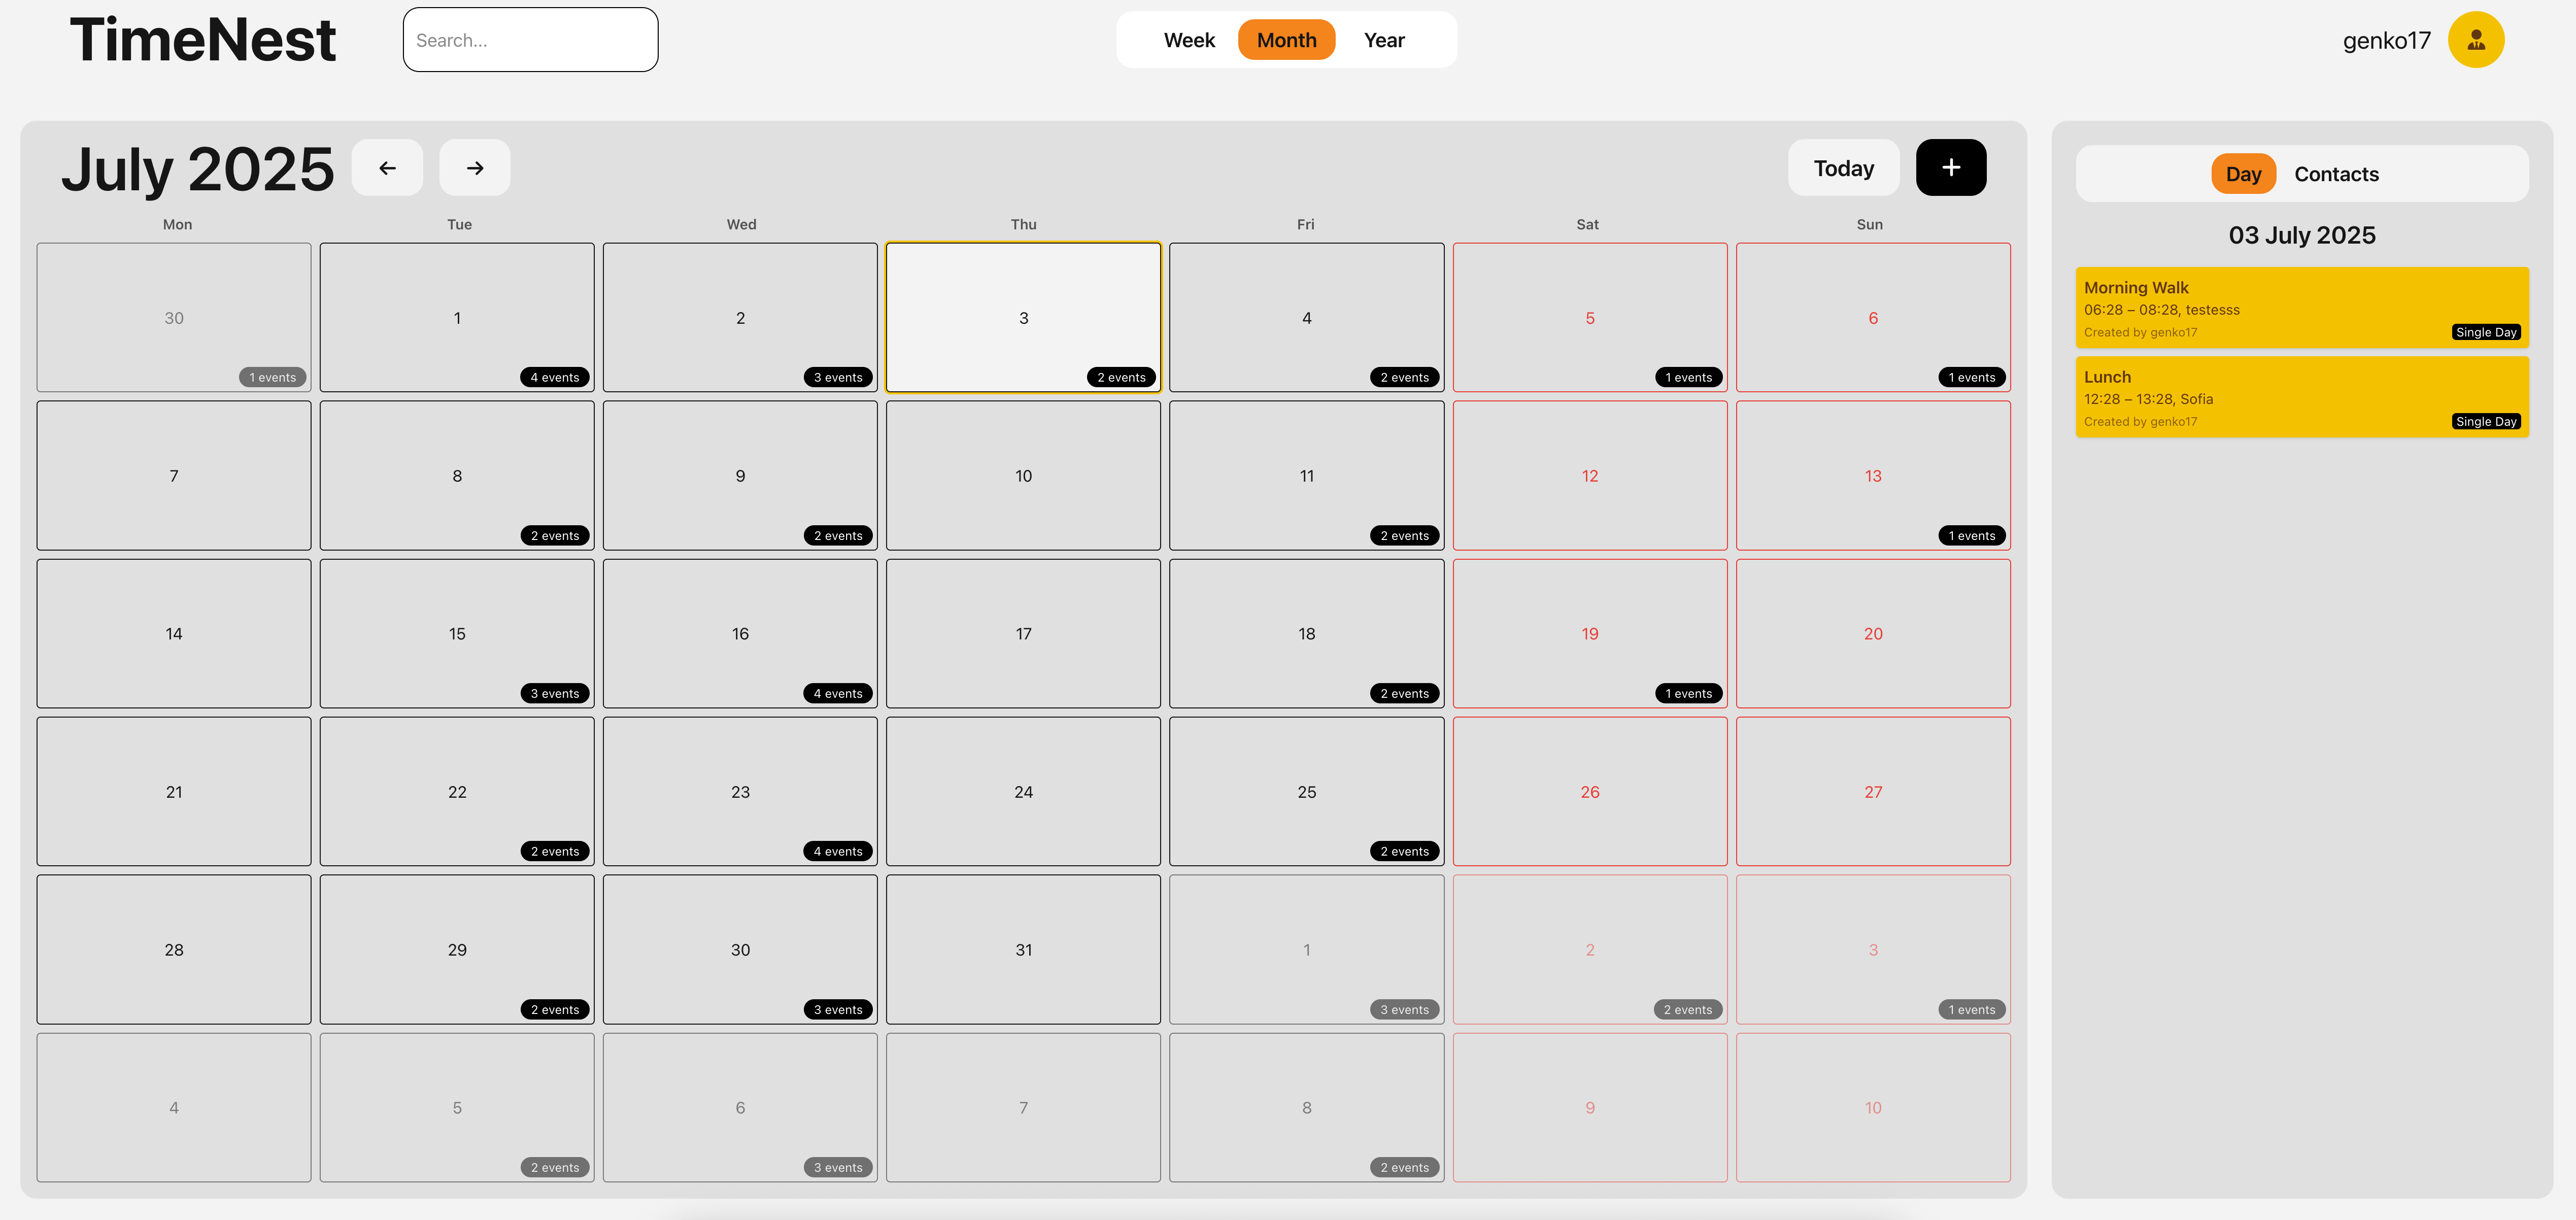 TimeNest
Search...
Week Month Year
genko17
July 2025
Today
Mon Tue Wed Thu Fri Sat Sun
30 1 2 3 4 5 6
1 events 4 events 3 events 2 events 2 events 1 events 1 events
7 8 9 10 11 12 13
2 events 2 events 2 events 1 events
14 15 16 17 18 19 20
3 events 4 events 2 events 1 events
21 22 23 24 25 26 27
2 events 4 events 2 events
28 29 30 31 1 2 3
2 events 3 events 3 events 2 events 1 events
4 5 6 7 8 9 10
2 events 3 events 2 events
Day Contacts
03 July 2025
Morning Walk
06:28 – 08:28, testesss
Created by genko17 Single Day
Lunch
12:28 – 13:28, Sofia
Created by genko17 Single Day